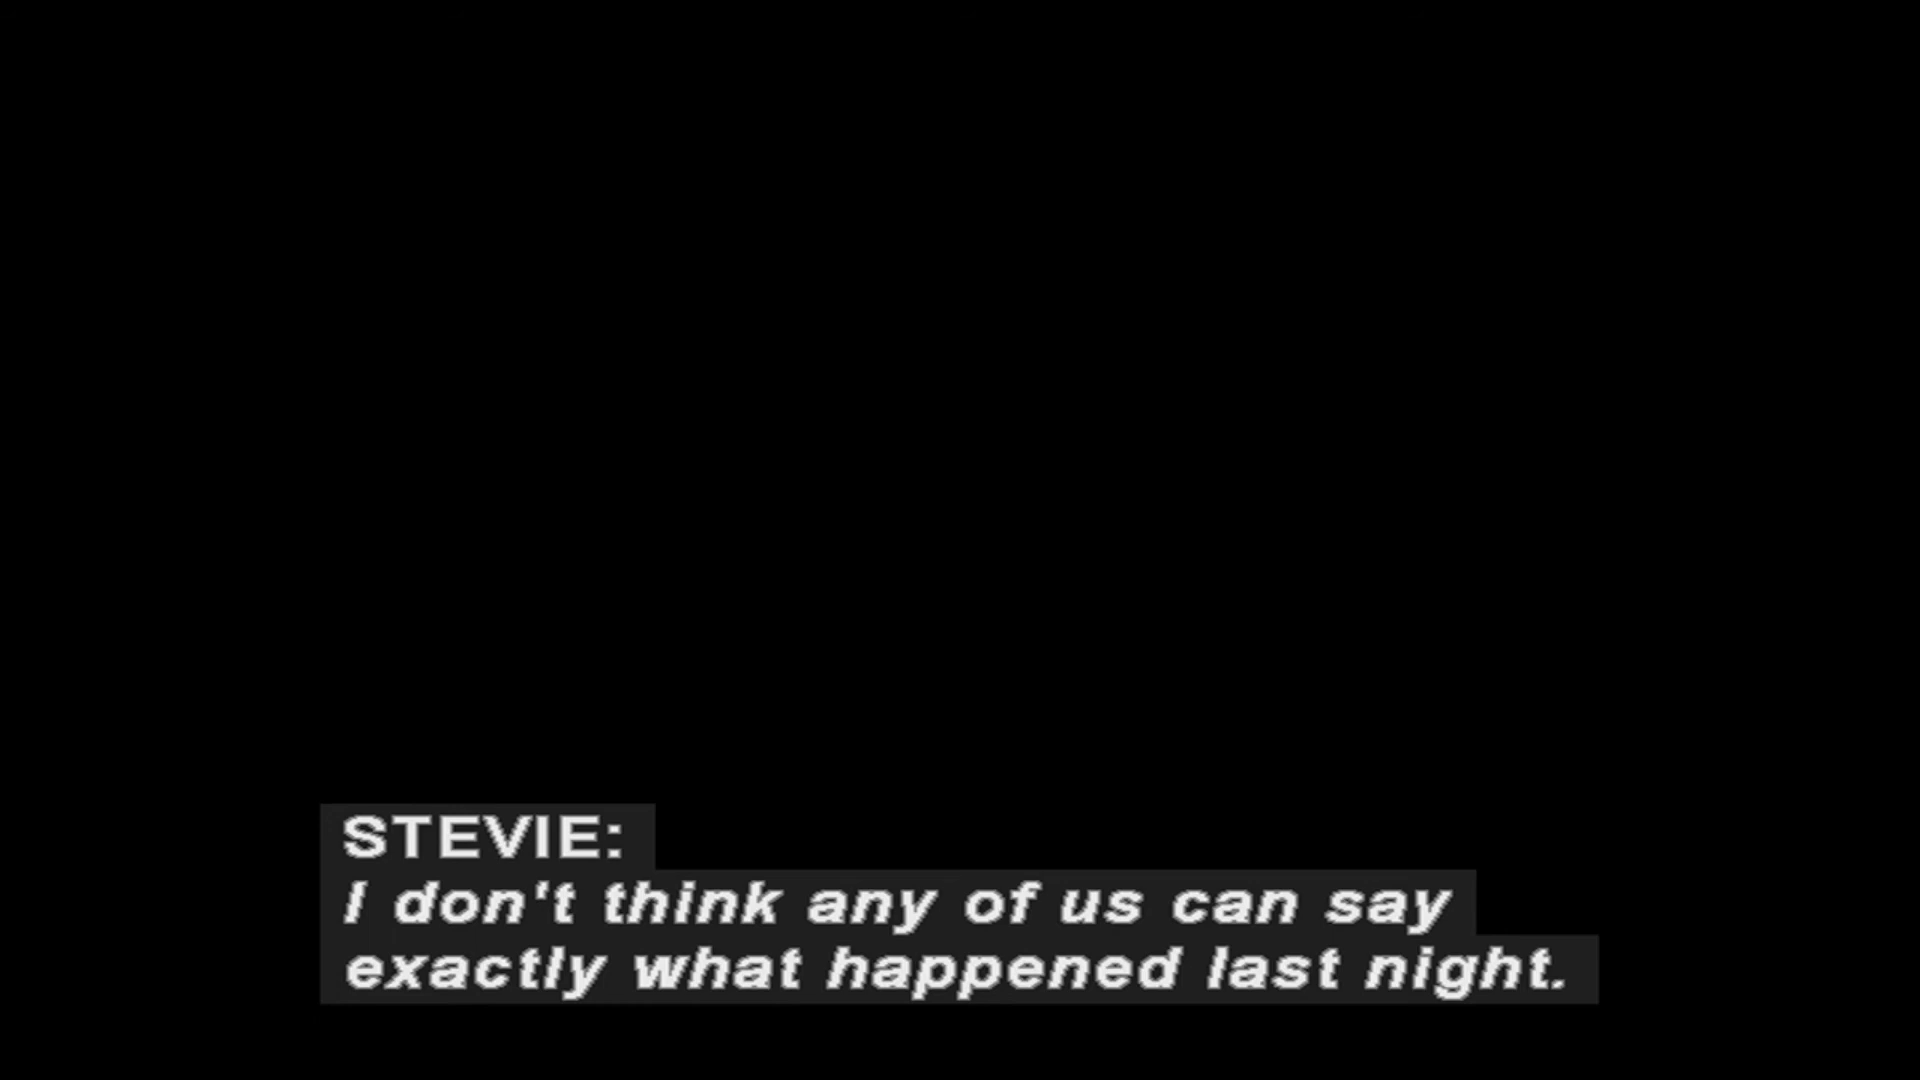 STEVIE:
I don't think any of us can say
exactly what happened last night.